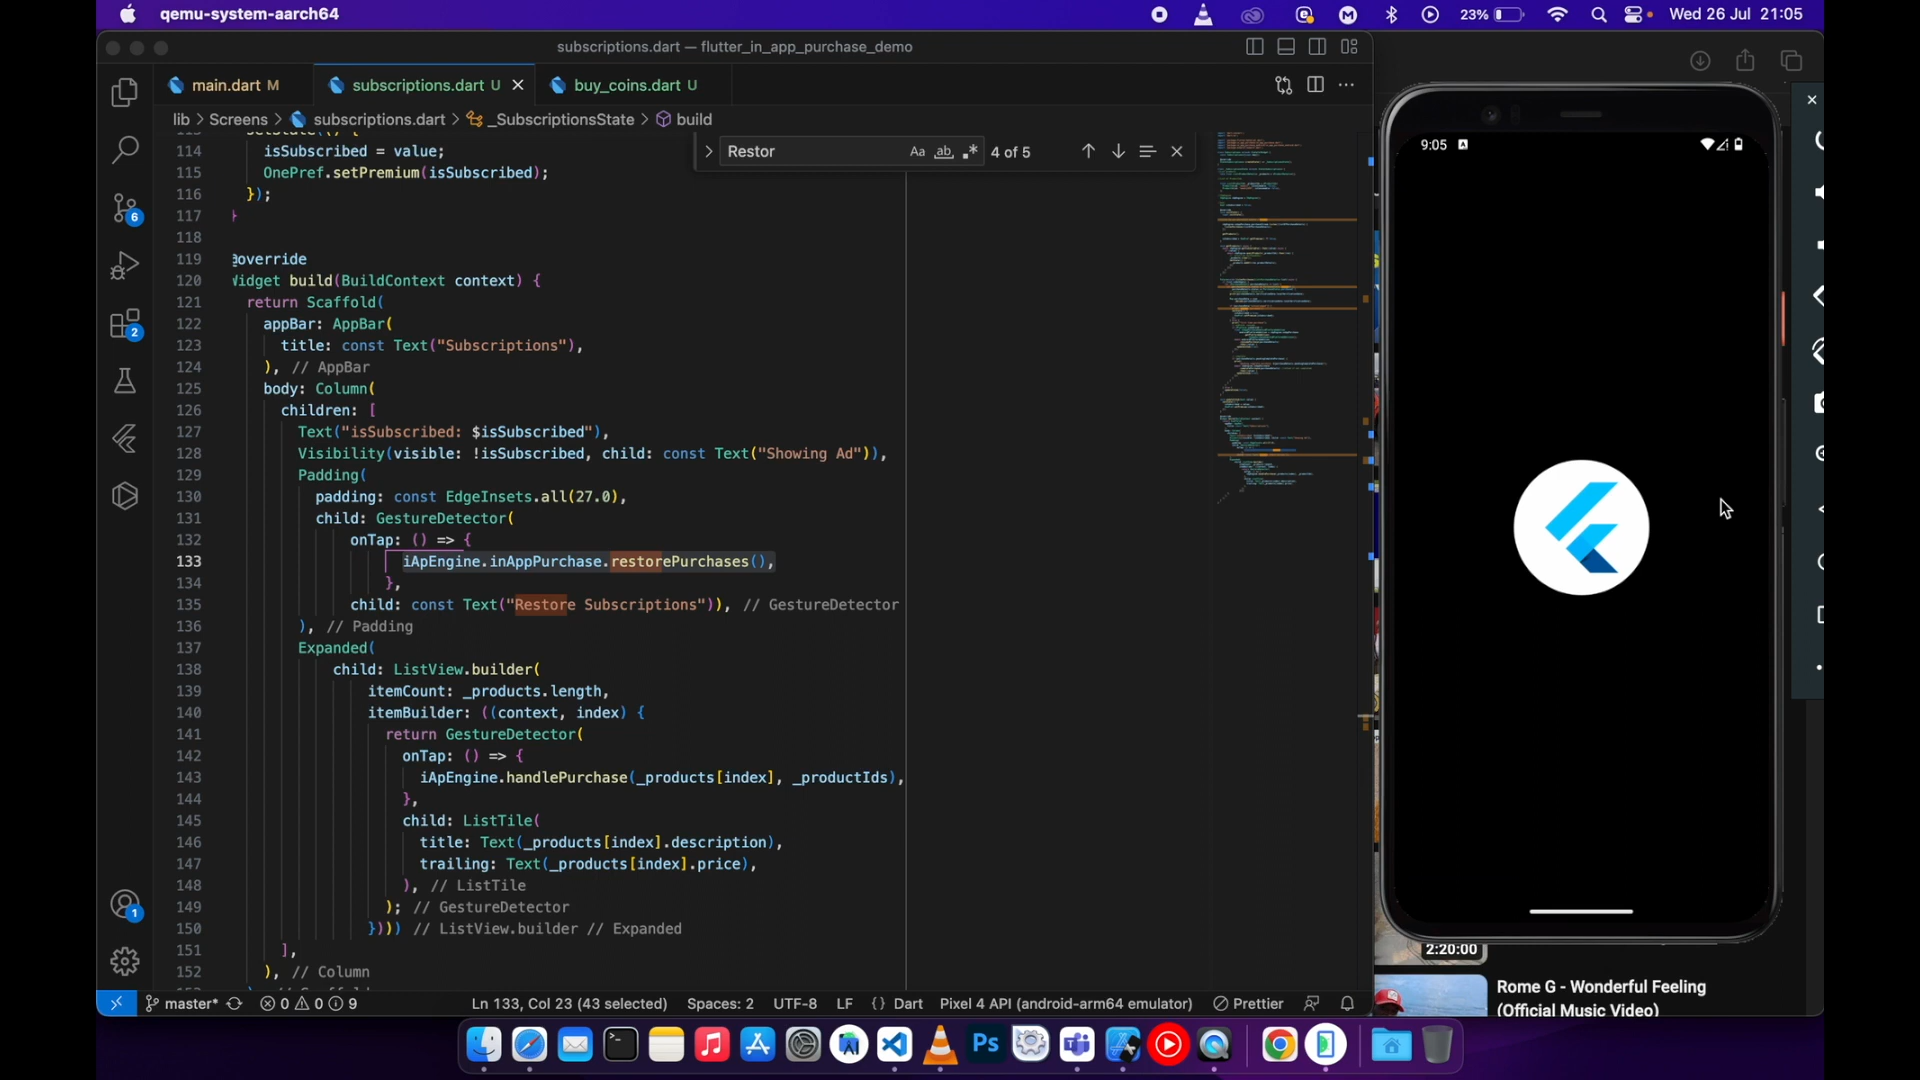 qemu-system-aarch64
23%
Wed 26 Jul 21:05
subscriptions.dart — flutter_in_app_purchase_demo
main.dart M
subscriptions.dart U
buy_coins.dart U
lib > Screens > subscriptions.dart > _SubscriptionsState > build
Restor
Aa
ab
4 of 5
114 isSubscribed = value;
115 OnePref.setPremium(isSubscribed);
116 });
117 }
118
119 @override
120 Widget build(BuildContext context) {
121 return Scaffold(
122 appBar: AppBar(
123 title: const Text("Subscriptions"),
124 ), // AppBar
125 body: Column(
126 children: [
127 Text("isSubscribed: $isSubscribed"),
128 Visibility(visible: !isSubscribed, child: const Text("Showing Ad")),
129 Padding(
130 padding: const EdgeInsets.all(27.0),
131 child: GestureDetector(
132 onTap: () => {
133 iApEngine.inAppPurchase.restorePurchases(),
134 },
135 child: const Text("Restore Subscriptions")), // GestureDetector
136 ), // Padding
137 Expanded(
138 child: ListView.builder(
139 itemCount: _products.length,
140 itemBuilder: ((context, index) {
141 return GestureDetector(
142 onTap: () => {
143 iApEngine.handlePurchase(_products[index], _productIds),
144 },
145 child: ListTile(
146 title: Text(_products[index].description),
147 trailing: Text(_products[index].price),
148 ), // ListTile
149 ); // GestureDetector
150 }))) // ListView.builder // Expanded
151 ],
152 ), // Column
6
2
1
master*
0
0
9
Ln 133, Col 23 (43 selected)
Spaces: 2
UTF-8
LF
{} Dart
Pixel 4 API (android-arm64 emulator)
Prettier
9:05
2:20:00
Rome G - Wonderful Feeling
(Official Music Video)
Ps